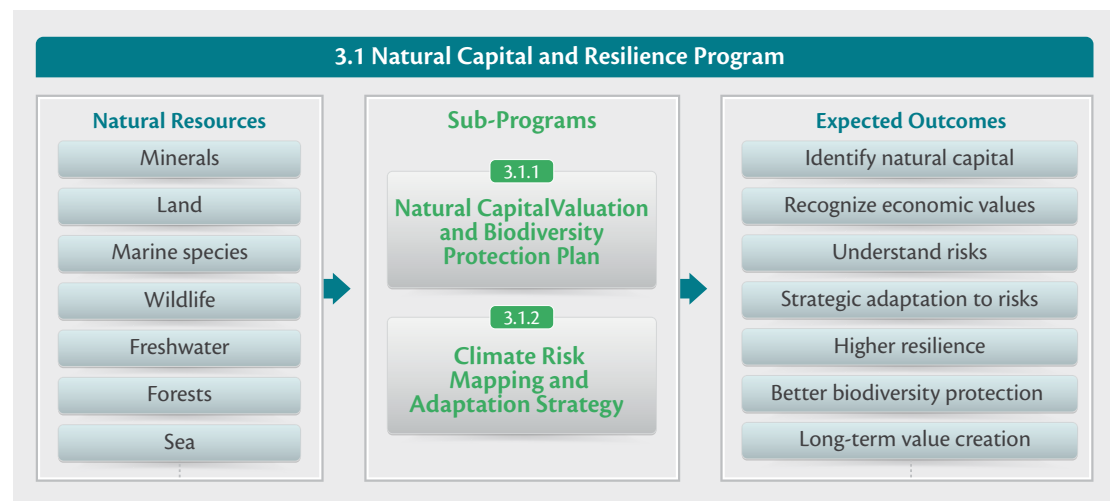 3.1 Natural Capital and Resilience Program
Natural Resources
Minerals
Land
Marine species
Wildlife
Freshwater
Forests
Sea
Sub-Programs
3.1.1
Natural CapitalValuation
and Biodiversity
Protection Plan
3.1.2
Climate Risk
Mapping and
Adaptation Strategy
Expected Outcomes
Identify natural capital
Recognize economic values
Understand risks
Strategic adaptation to risks
Higher resilience
Better biodiversity protection
Long-term value creation